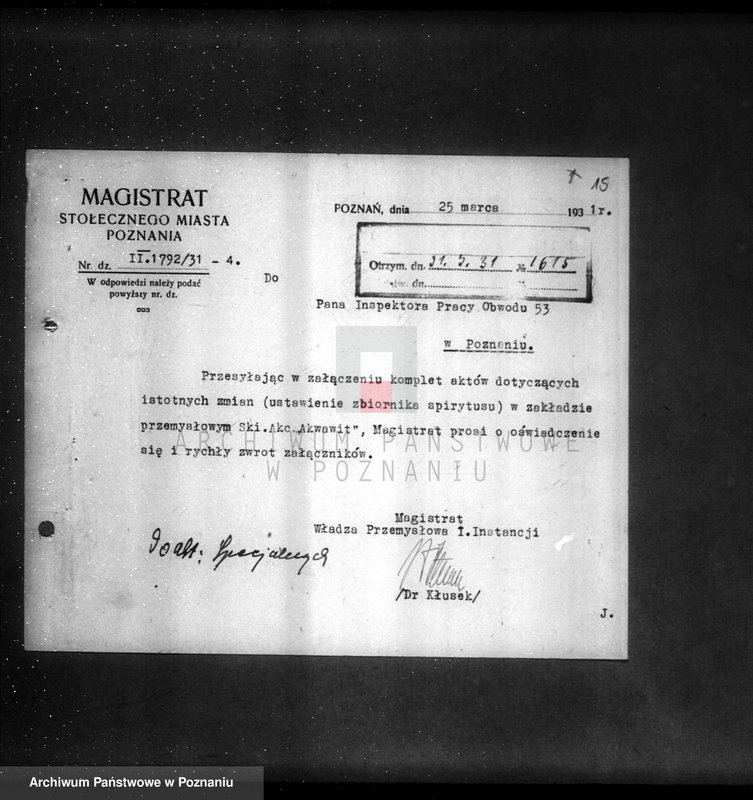 15
MAGISTRAT
STOŁECZNEGO MIASTA
POZNANIA
Nr. dz. II.1792/31 - 4.
W odpowiedzi należy podać
powyższy nr. dz.
POZNAŃ, dnia 25 marca 1931r.
Otrzym. dn. 31. 3. 31 № 1615
dn.
Do
Pana Inspektora Pracy Obwodu 53
w Poznaniu.
Przesyłając w załączeniu komplet aktów dotyczących
istotnych zmian (ustawienie zbiornika spirytusu) w zakładzie
przemysłowym Ski.Akc„Akwawit", Magistrat prosi o oświadczenie
się i rychły zwrot załączników.
ARCHIWUM PAŃSTWOWE
W POZNANIU
Magistrat
Władza Przemysłowa I.Instancji
/Dr Kłusek/
J.
Archiwum Państwowe w Poznaniu